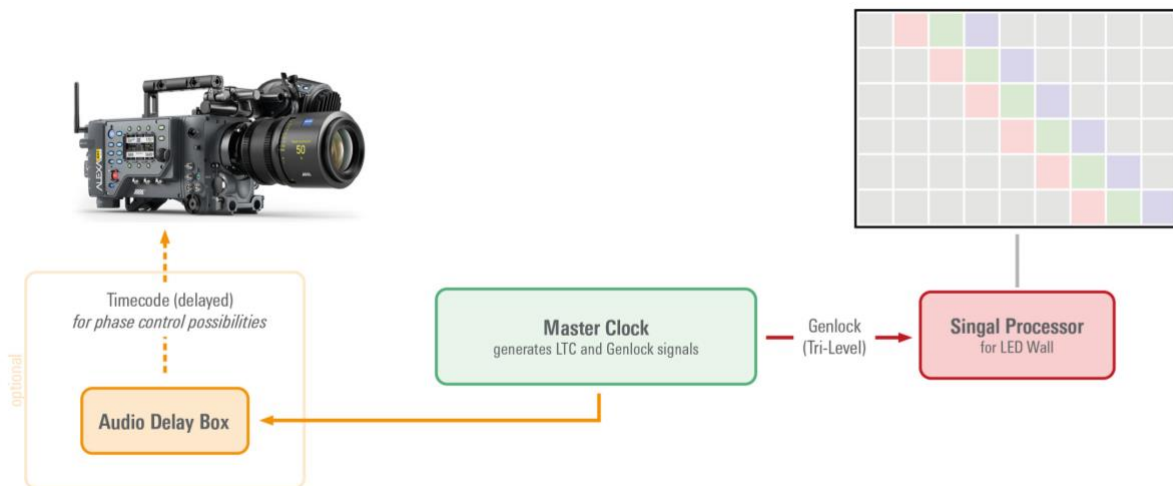 ALEXA
50
Timecode (delayed)
for phase control possibilities
optional
Audio Delay Box
Master Clock
generates LTC and Genlock signals
Genlock
(Tri-Level)
Singal Processor
for LED Wall